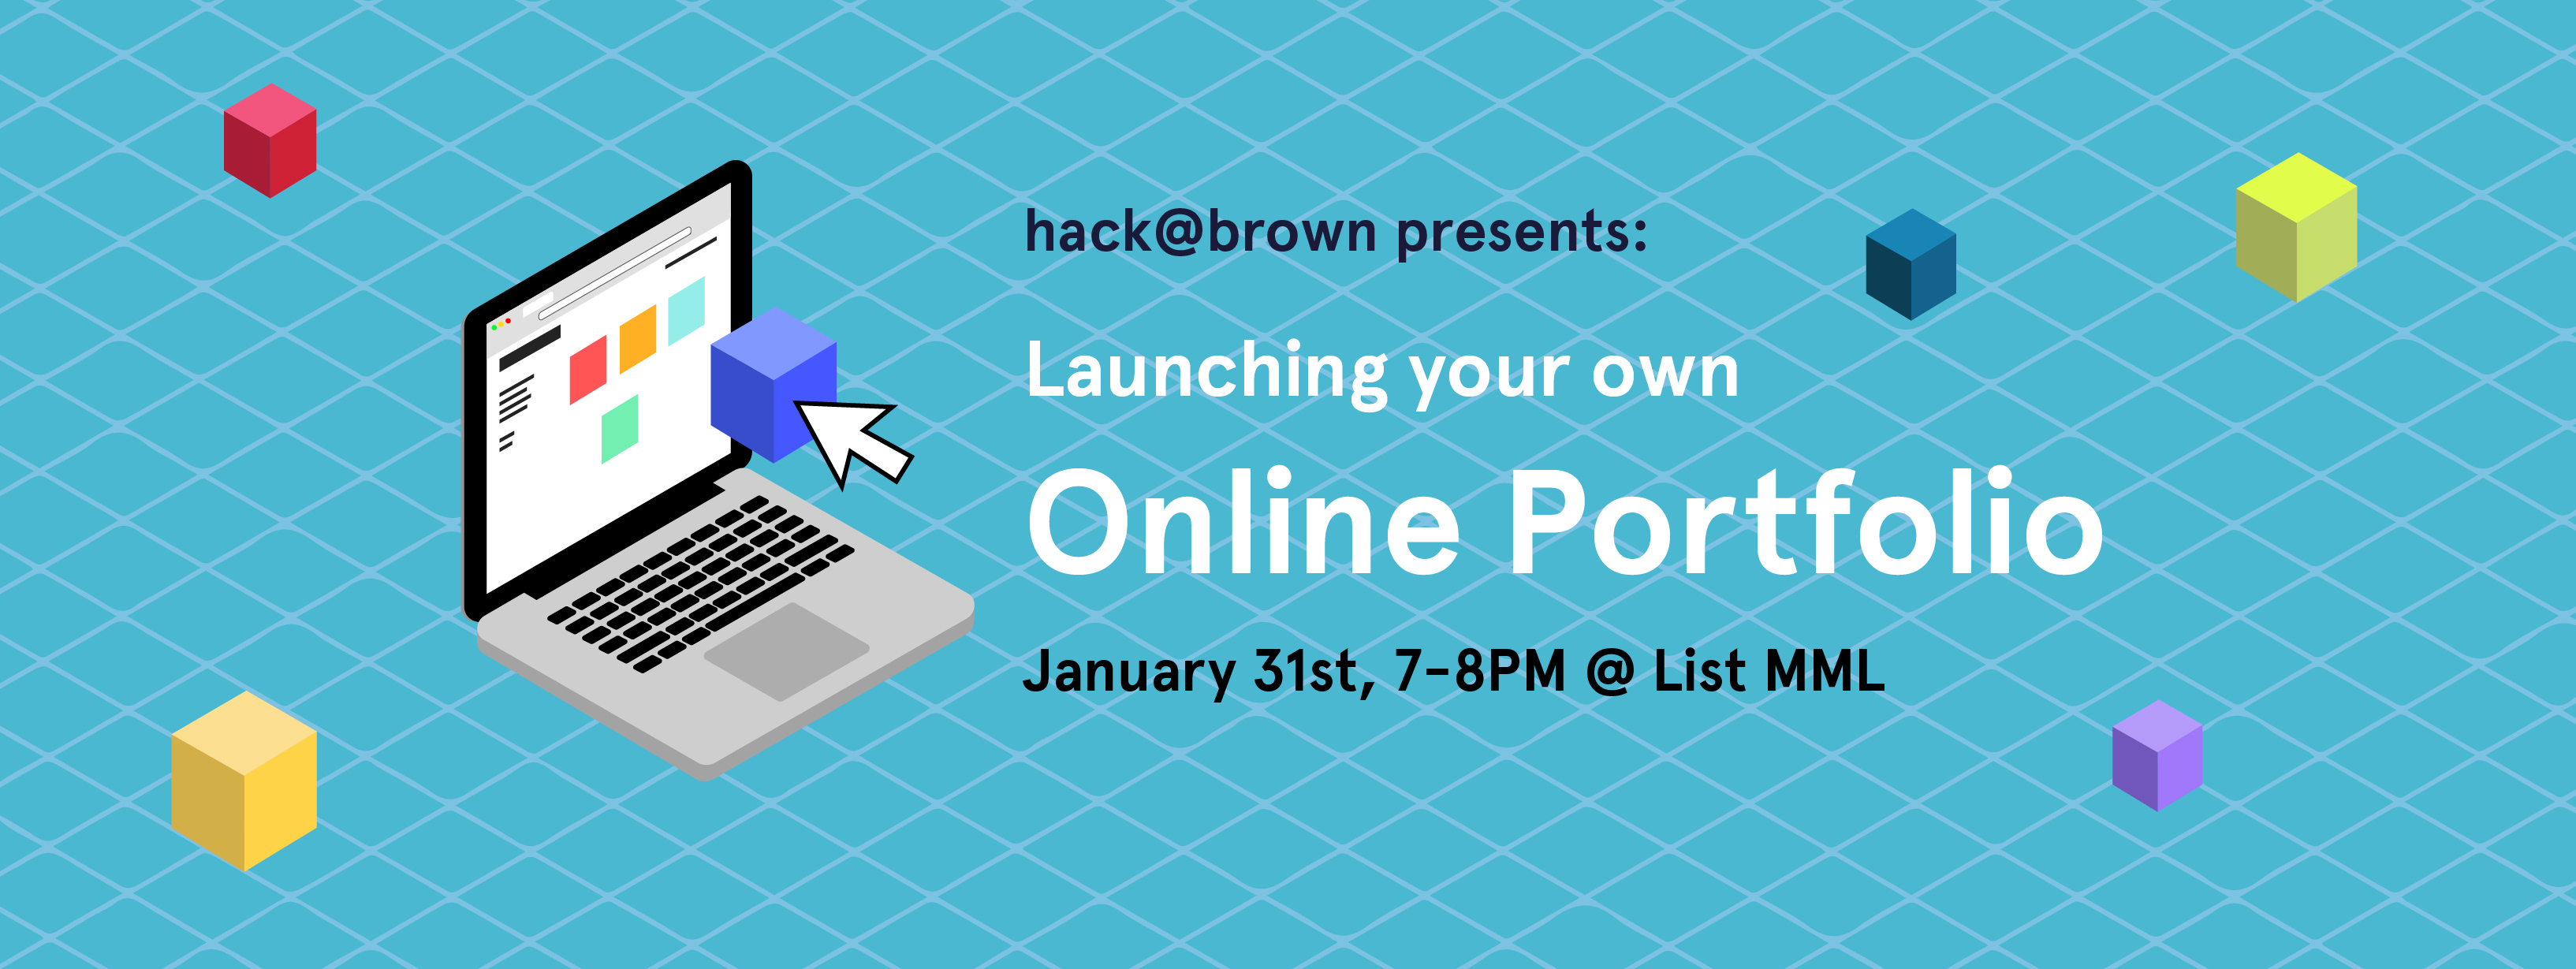 hack@brown presents:
Launching your own
Online Portfolio
January 31st, 7-8PM @ List MML